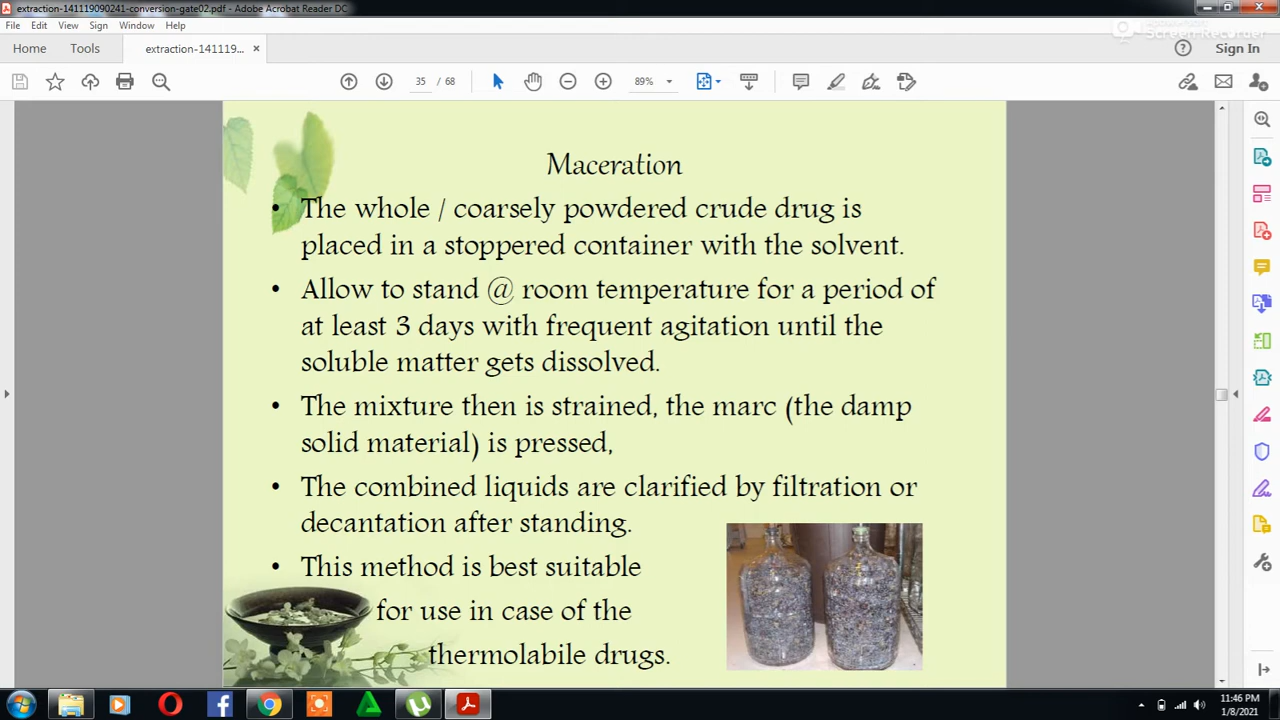 extraction-141119090241-conversion-gate02.pdf - Adobe Acrobat Reader DC
File Edit View Sign Window Help
Home Tools extraction-141119... × Sign In
35 / 68 89%
Maceration
• The whole / coarsely powdered crude drug is
placed in a stoppered container with the solvent.
• Allow to stand @ room temperature for a period of
at least 3 days with frequent agitation until the
soluble matter gets dissolved.
• The mixture then is strained, the marc (the damp
solid material) is pressed,
• The combined liquids are clarified by filtration or
decantation after standing.
• This method is best suitable
for use in case of the
thermolabile drugs.
11:46 PM
1/8/2021